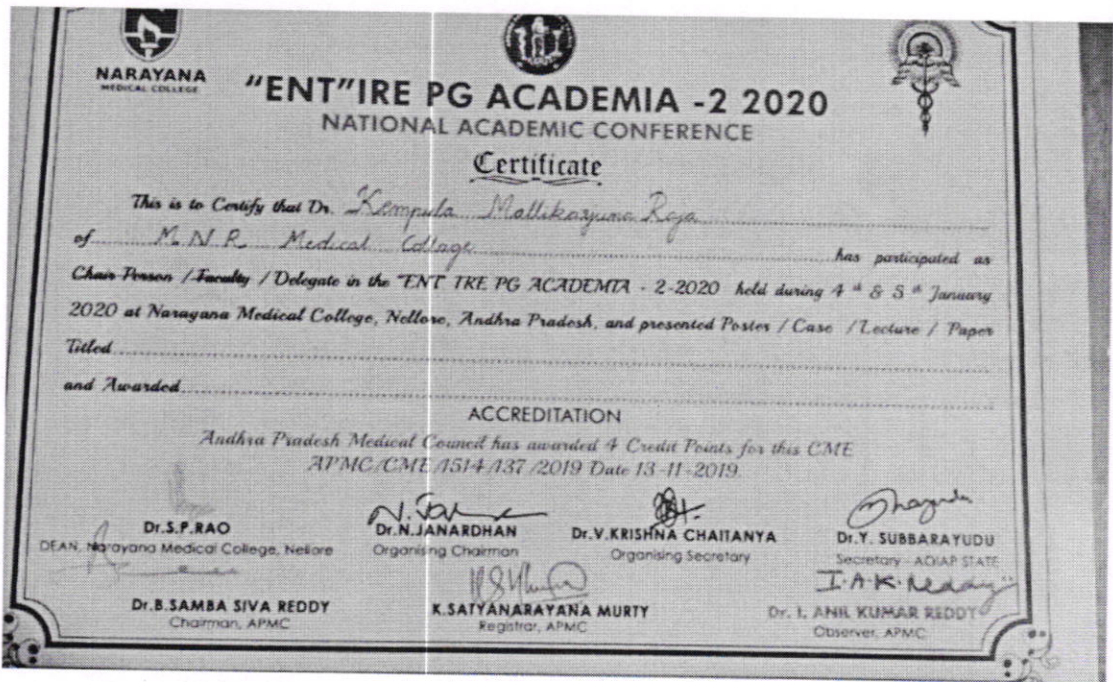 NARAYANA
MEDICAL COLLEGE
"ENT"IRE PG ACADEMIA -2 2020
NATIONAL ACADEMIC CONFERENCE
Certificate
This is to Certify that Dr. Kempula Mallikarjuna Raja
of M.N.R Medical College has participated as
Chair Person / Faculty / Delegate in the "ENT IRE PG ACADEMIA - 2-2020 held during 4th & 5th January
2020 at Narayana Medical College, Nellore, Andhra Pradesh, and presented Poster / Case / Lecture / Paper
Titled
and Awarded
ACCREDITATION
Andhra Pradesh Medical Council has awarded 4 Credit Points for this CME
APMC/CME/1514/137/2019 Date 13-11-2019.
Dr.S.P.RAO
DEAN, Narayana Medical College, Nellore
Dr.N.JANARDHAN
Organising Chairman
Dr.V.KRISHNA CHAITANYA
Organising Secretary
Dr.Y. SUBBARAYUDU
Secretary - AOIAP STATE
I.A.K.Reddy
Dr.B.SAMBA SIVA REDDY
Chairman, APMC
K.SATYANARAYANA MURTY
Registrar, APMC
Dr. I. ANIL KUMAR REDDY
Observer, APMC